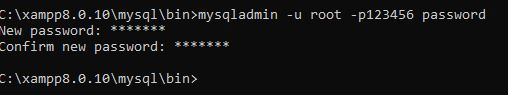 C:\xampp8.0.10\mysql\bin>mysqladmin -u root -p123456 password
New password: *******
Confirm new password: *******
C:\xampp8.0.10\mysql\bin>